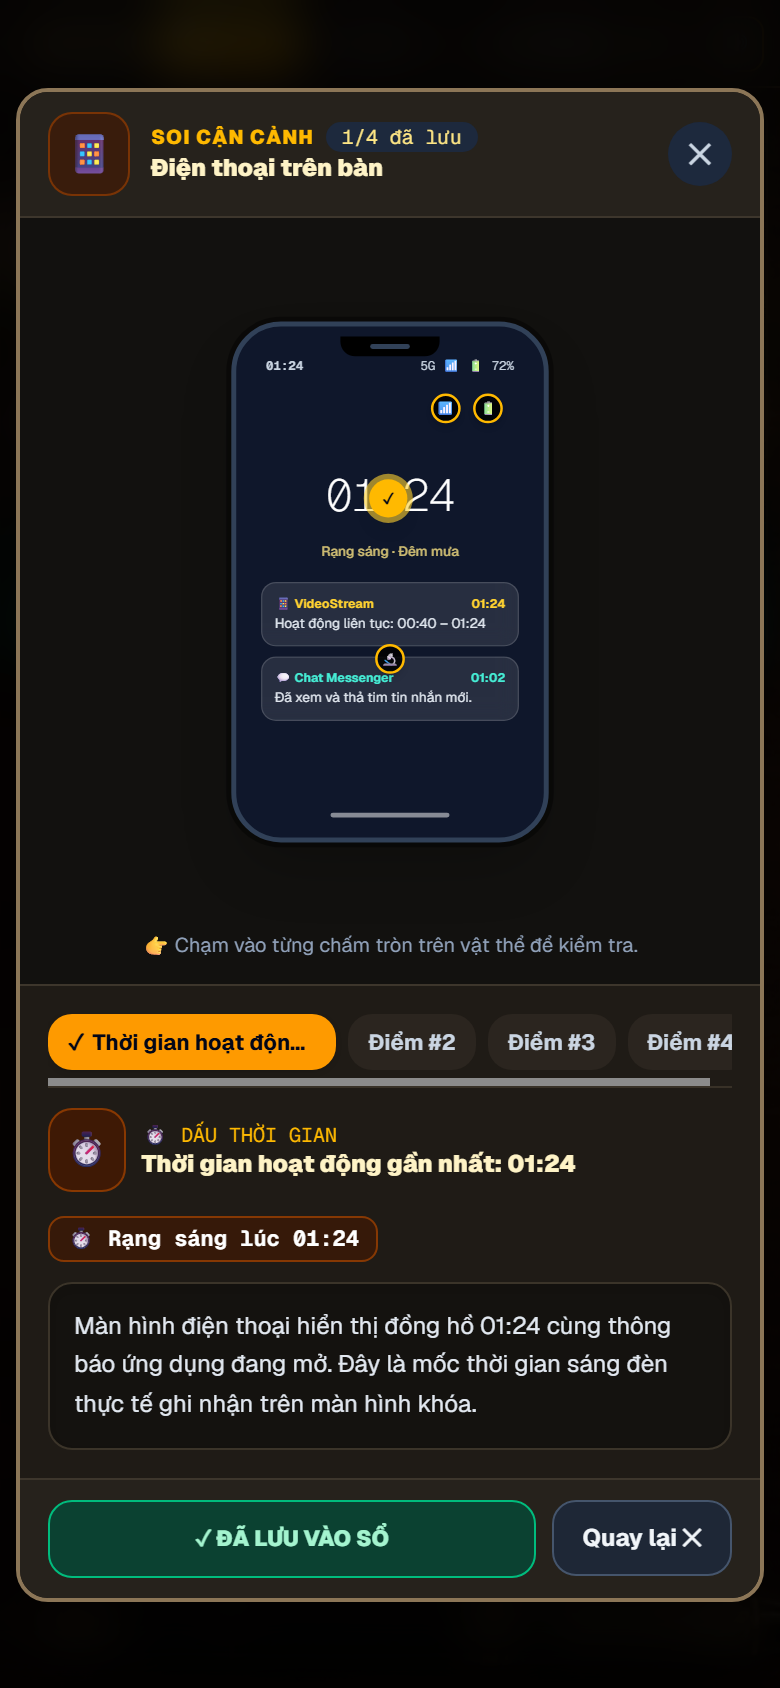 SOI CẬN CẢNH 1/4 đã lưu
Điện thoại trên bàn
01:24 5G 72%
01 24
Rạng sáng · Đêm mưa
VideoStream 01:24
Hoạt động liên tục: 00:40 – 01:24
Chat Messenger 01:02
Đã xem và thả tim tin nhắn mới.
👉 Chạm vào từng chấm tròn trên vật thể để kiểm tra.
✓ Thời gian hoạt độn... Điểm #2 Điểm #3 Điểm #4
DẤU THỜI GIAN
Thời gian hoạt động gần nhất: 01:24
Rạng sáng lúc 01:24
Màn hình điện thoại hiển thị đồng hồ 01:24 cùng thông
báo ứng dụng đang mở. Đây là mốc thời gian sáng đèn
thực tế ghi nhận trên màn hình khóa.
✓ ĐÃ LƯU VÀO SỔ Quay lại ✕